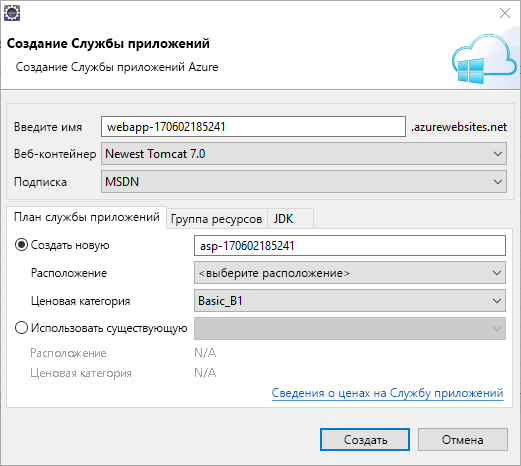 Создание Службы приложений
Создание Службы приложений Azure
Введите имя webapp-170602185241 .azurewebsites.net
Веб-контейнер Newest Tomcat 7.0
Подписка MSDN
План службы приложений Группа ресурсов JDK
Создать новую asp-170602185241
Расположение <выберите расположение>
Ценовая категория Basic_B1
Использовать существующую
Расположение N/A
Ценовая категория N/A
Сведения о ценах на Службу приложений
Создать Отмена